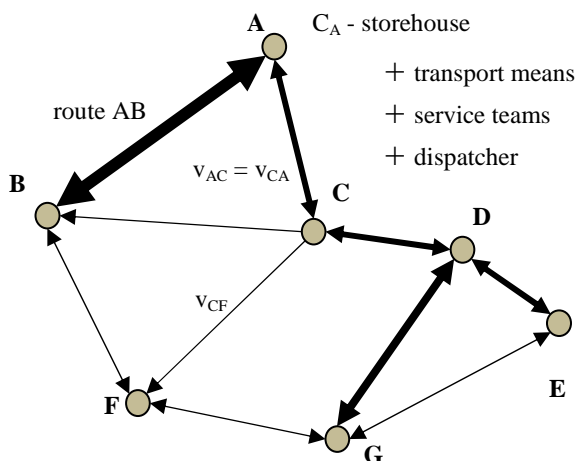 A
C_A - storehouse
+ transport means
+ service teams
+ dispatcher
route AB
v_AC = v_CA
B
C
D
v_CF
E
F
G